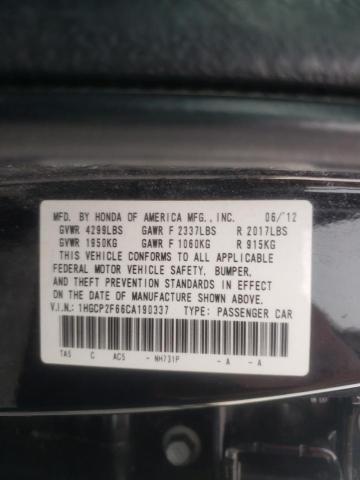 MFD. BY HONDA OF AMERICA MFG., INC. 06/'12
GVWR 4299LBS GAWR F 2337LBS R 2017LBS
GVWR 1950KG GAWR F 1060KG R 915KG
THIS VEHICLE CONFORMS TO ALL APPLICABLE
FEDERAL MOTOR VEHICLE SAFETY, BUMPER,
AND THEFT PREVENTION STANDARDS IN EFFECT
ON THE DATE OF MANUFACTURE SHOWN ABOVE.
V.I.N.: 1HGCP2F66CA190337 TYPE: PASSENGER CAR
TA5 C AC5 - NH731P - A - A